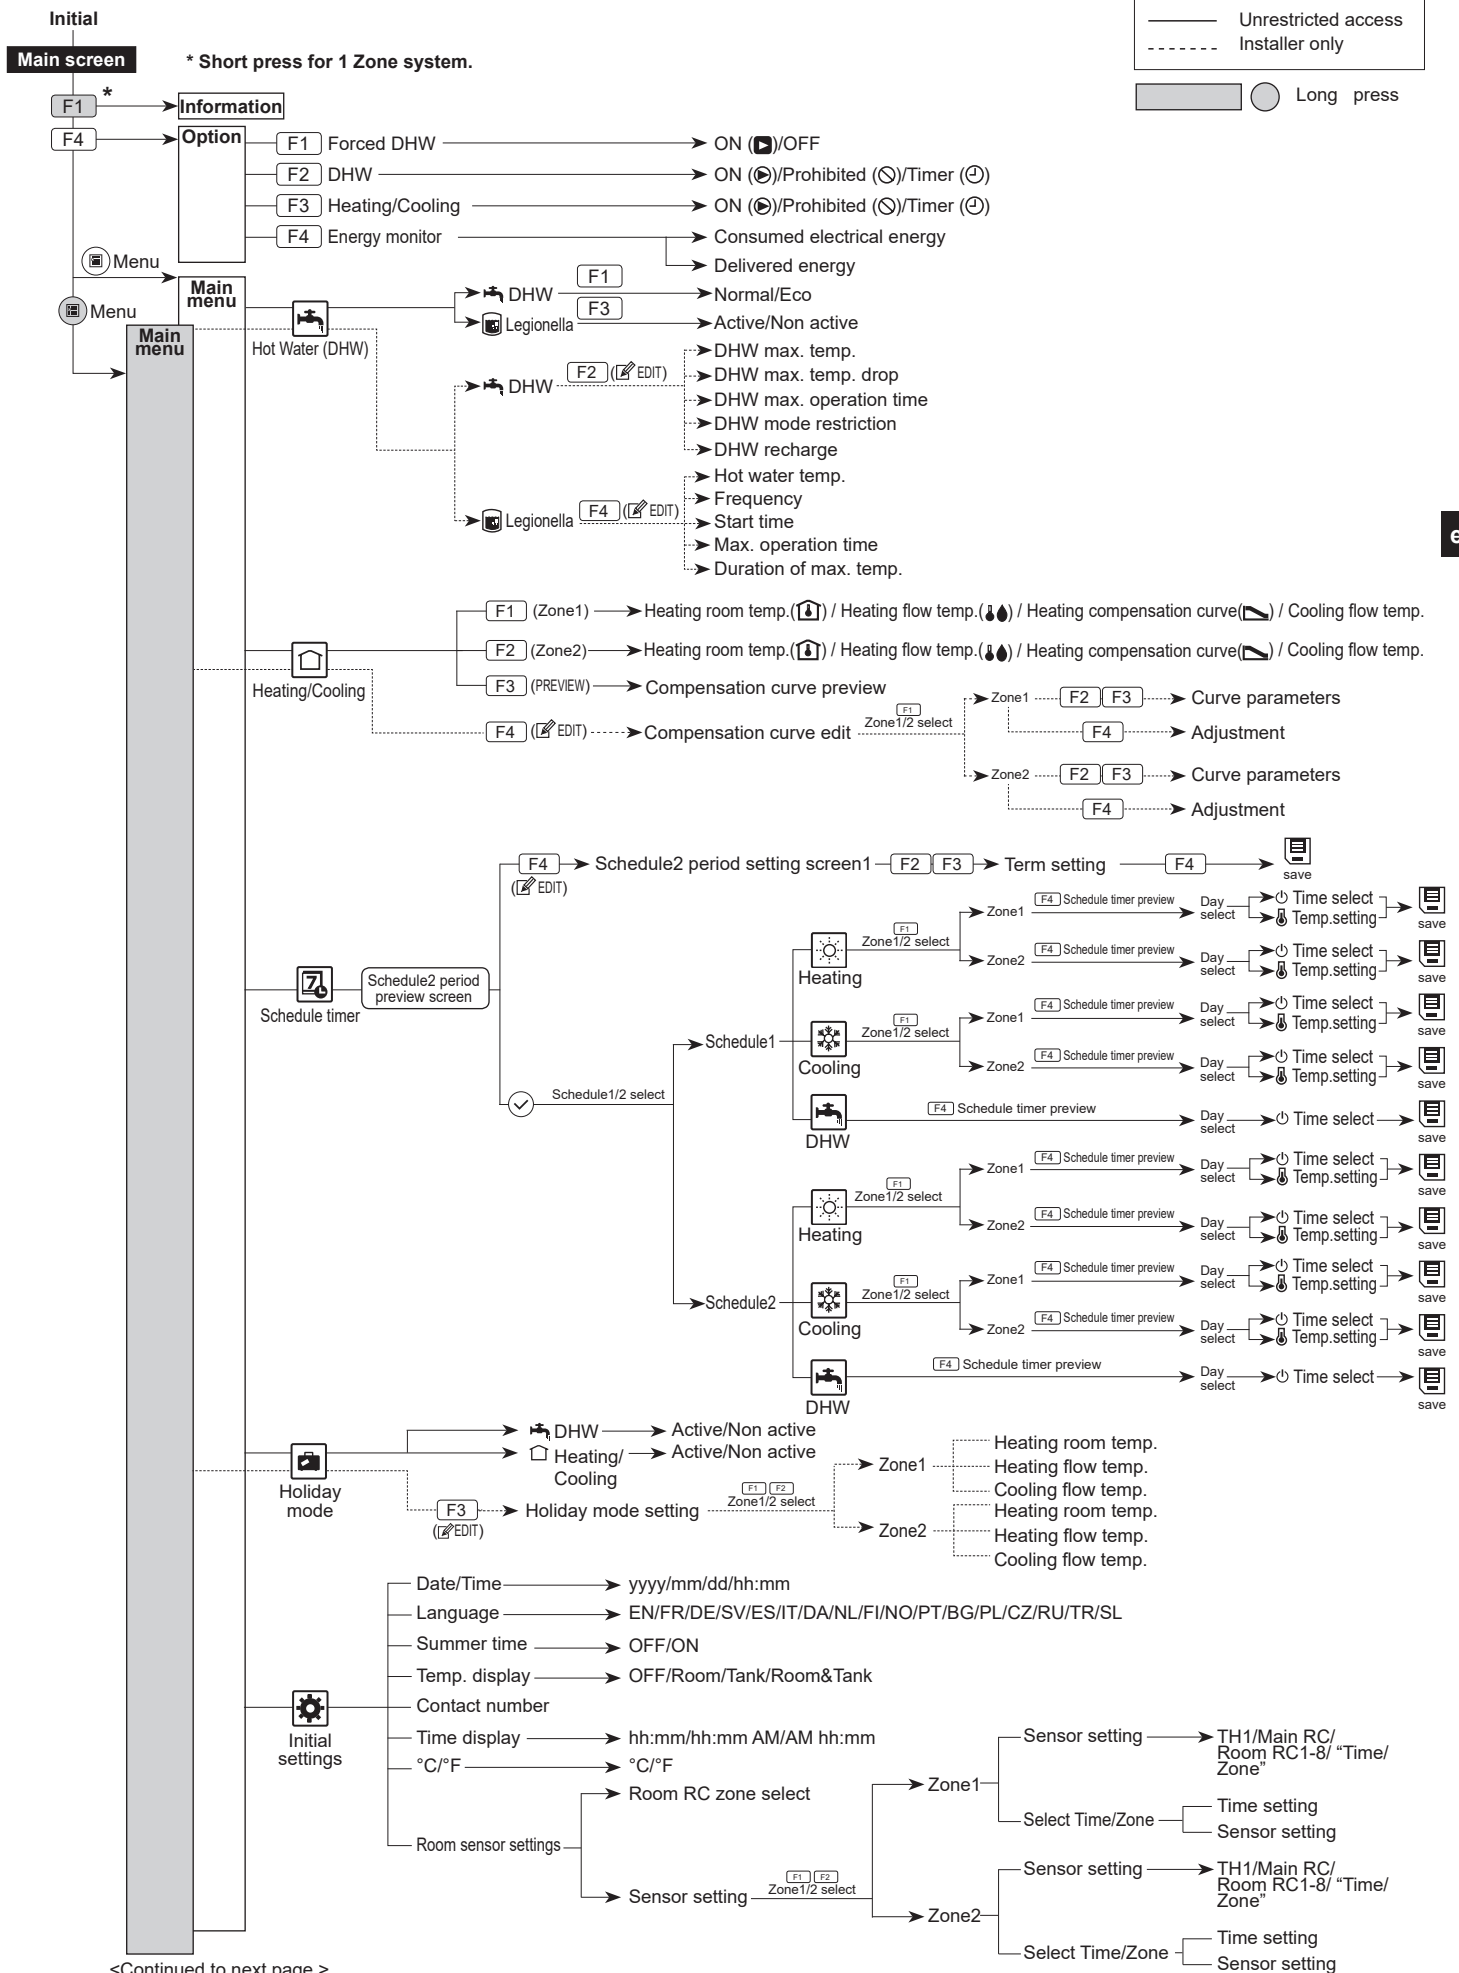 Initial
Unrestricted access
Installer only
Main screen
* Short press for 1 Zone system.
Long press
F1 *
Information
F4
Option
F1 Forced DHW ON ()/OFF
F2 DHW ON ()/Prohibited ()/Timer ()
F3 Heating/Cooling ON ()/Prohibited ()/Timer ()
F4 Energy monitor Consumed electrical energy
Delivered energy
Menu
Main
menu
Menu
Main
menu
Hot Water (DHW)
DHW F1 Normal/Eco
Legionella F3 Active/Non active
DHW F2 (EDIT)
DHW max. temp.
DHW max. temp. drop
DHW max. operation time
DHW mode restriction
DHW recharge
Legionella F4 (EDIT)
Hot water temp.
Frequency
Start time
Max. operation time
Duration of max. temp.
e
Heating/Cooling
F1 (Zone1) Heating room temp.() / Heating flow temp.() / Heating compensation curve() / Cooling flow temp.
F2 (Zone2) Heating room temp.() / Heating flow temp.() / Heating compensation curve() / Cooling flow temp.
F3 (PREVIEW) Compensation curve preview
F4 (EDIT) Compensation curve edit
F1
Zone1/2 select
Zone1 F2 F3 Curve parameters
F4 Adjustment
Zone2 F2 F3 Curve parameters
F4 Adjustment
7
Schedule timer
Schedule2 period
preview screen
F4
(EDIT)
Schedule2 period setting screen1 F2 F3 Term setting F4 save
Schedule1/2 select
Schedule1
Heating
F1
Zone1/2 select
Zone1 F4 Schedule timer preview Day
select
Time select
Temp.setting
save
Zone2 F4 Schedule timer preview Day
select
Time select
Temp.setting
save
Cooling
F1
Zone1/2 select
Zone1 F4 Schedule timer preview Day
select
Time select
Temp.setting
save
Zone2 F4 Schedule timer preview Day
select
Time select
Temp.setting
save
DHW
F4 Schedule timer preview Day
select
Time select
save
Schedule2
Heating
F1
Zone1/2 select
Zone1 F4 Schedule timer preview Day
select
Time select
Temp.setting
save
Zone2 F4 Schedule timer preview Day
select
Time select
Temp.setting
save
Cooling
F1
Zone1/2 select
Zone1 F4 Schedule timer preview Day
select
Time select
Temp.setting
save
Zone2 F4 Schedule timer preview Day
select
Time select
Temp.setting
save
DHW
F4 Schedule timer preview Day
select
Time select
save
Holiday
mode
DHW Active/Non active
Heating/
Cooling
Active/Non active
F3
(EDIT)
Holiday mode setting
F1 F2
Zone1/2 select
Zone1
Heating room temp.
Heating flow temp.
Cooling flow temp.
Zone2
Heating room temp.
Heating flow temp.
Cooling flow temp.
Initial
settings
Date/Time yyyy/mm/dd/hh:mm
Language EN/FR/DE/SV/ES/IT/DA/NL/FI/NO/PT/BG/PL/CZ/RU/TR/SL
Summer time OFF/ON
Temp. display OFF/Room/Tank/Room&Tank
Contact number
Time display hh:mm/hh:mm AM/AM hh:mm
°C/°F °C/°F
Room sensor settings
Room RC zone select
Sensor setting
F1 F2
Zone1/2 select
Zone1
Sensor setting TH1/Main RC/
Room RC1-8/ “Time/
Zone”
Select Time/Zone
Time setting
Sensor setting
Zone2
Sensor setting TH1/Main RC/
Room RC1-8/ “Time/
Zone”
Select Time/Zone
Time setting
Sensor setting
<Continued to next page.>